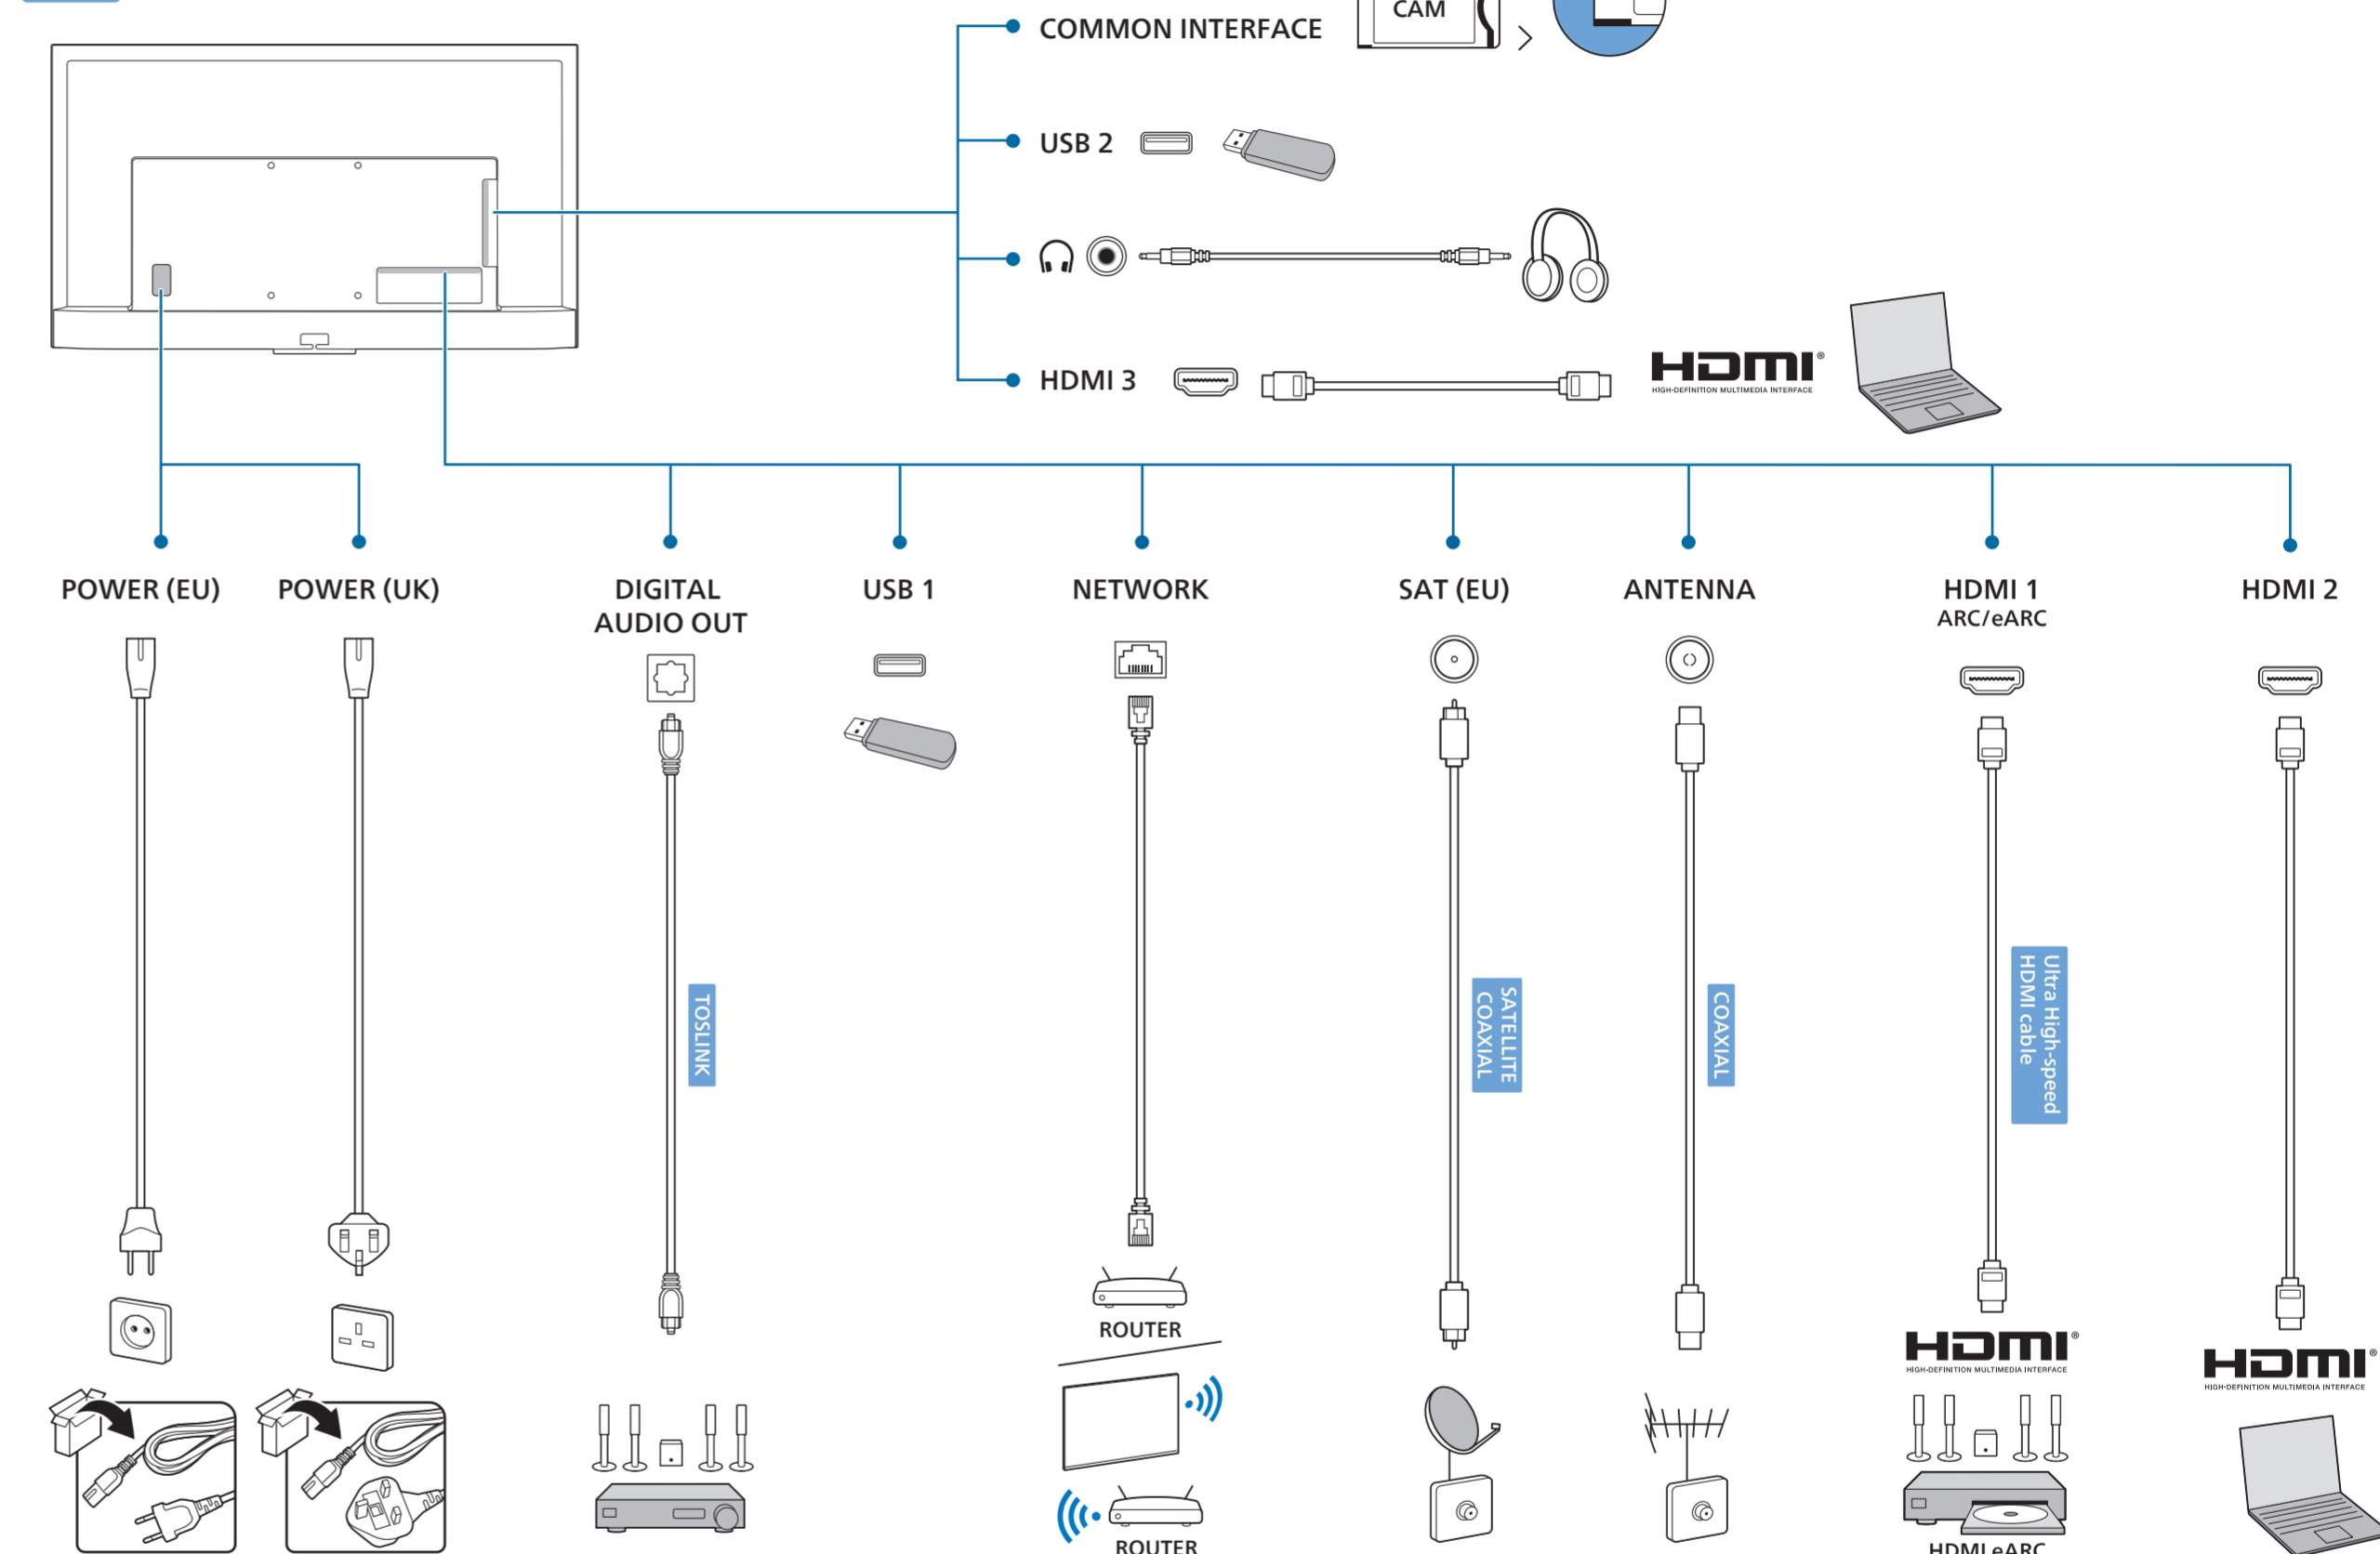 COMMON INTERFACE
CAM
USB 2
HDMI 3
HDMI®
HIGH-DEFINITION MULTIMEDIA INTERFACE
POWER (EU)
POWER (UK)
DIGITAL
AUDIO OUT
USB 1
NETWORK
SAT (EU)
ANTENNA
HDMI 1
ARC/eARC
HDMI 2
TOSLINK
SATELLITE
COAXIAL
COAXIAL
Ultra High-speed
HDMI cable
ROUTER
HDMI®
HIGH-DEFINITION MULTIMEDIA INTERFACE
HDMI®
HIGH-DEFINITION MULTIMEDIA INTERFACE
ROUTER
HDMI eARC